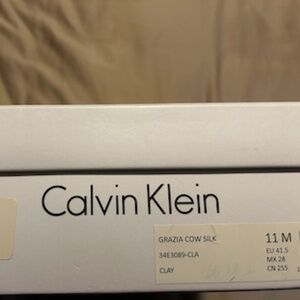 Calvin Klein
GRAZIA COW SILK 11 M
34E3089-CLA EU 41.5
MX 28
CLAY CN 255